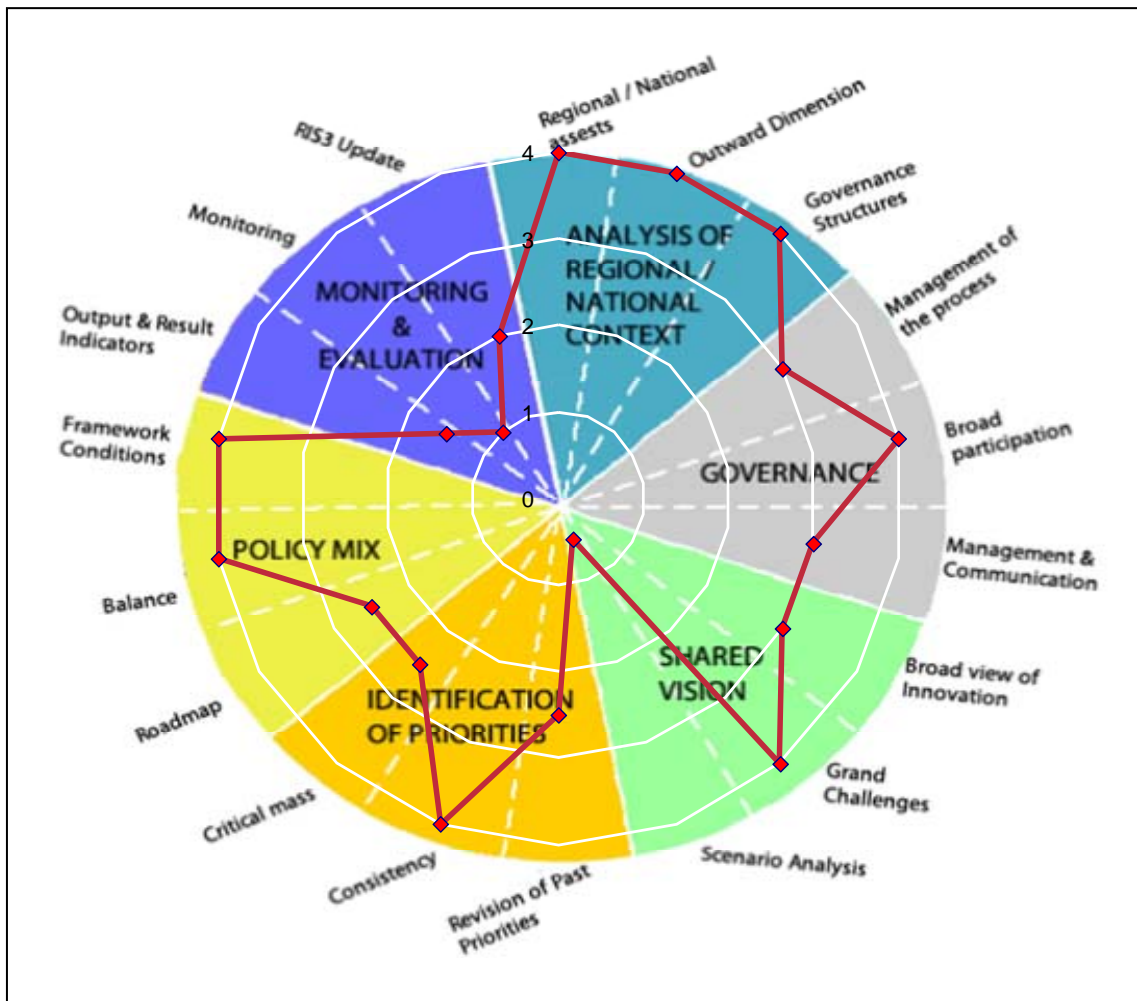 Regional / National
assests
Outward Dimension
Governance
Structures
Management of
the process
Broad
participation
Management &
Communication
Broad view of
Innovation
Grand
Challenges
Scenario Analysis
Revision of Past
Priorities
Consistency
Critical mass
Roadmap
Balance
Framework
Conditions
Output & Result
Indicators
Monitoring
RIS3 Update
4
3
2
1
0
ANALYSIS OF
REGIONAL /
NATIONAL
CONTEXT
GOVERNANCE
SHARED
VISION
IDENTIFICATION
OF PRIORITIES
POLICY MIX
MONITORING
&
EVALUATION